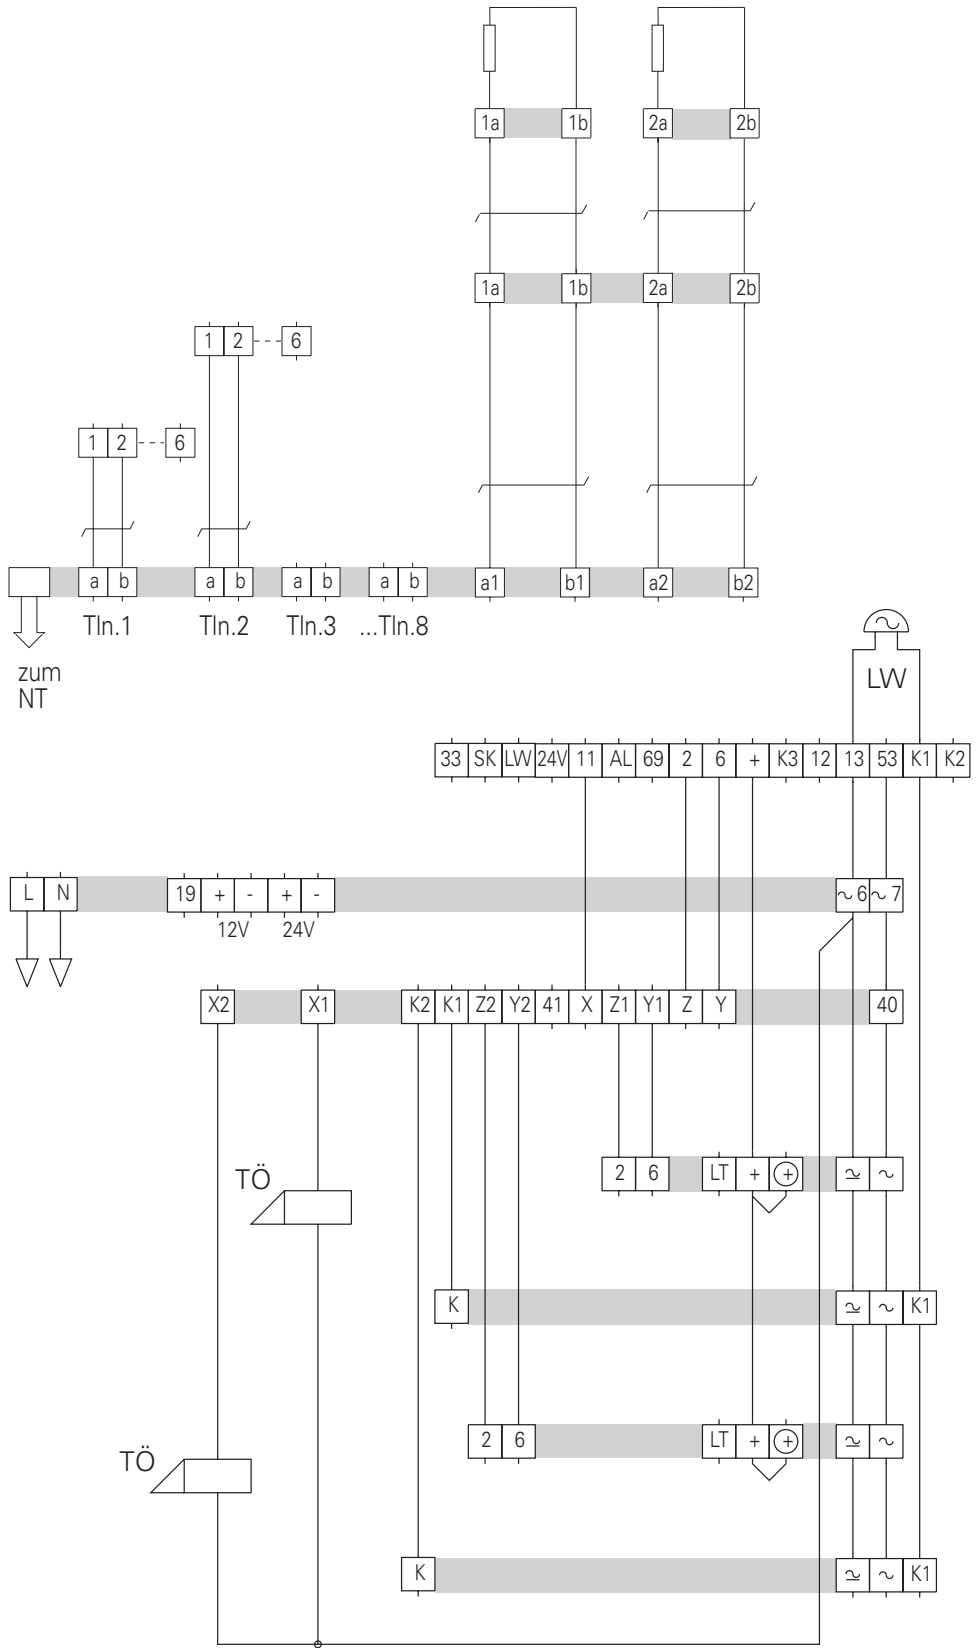 1a 1b 2a 2b
1a 1b 2a 2b
1 2 6
1 2 6
a b a b a b a b a1 b1 a2 b2
Tln.1 Tln.2 Tln.3 ...Tln.8
zum
NT
LW
33 SK LW 24V 11 AL 69 2 6 + K3 12 13 53 K1 K2
L N 19 + - + - ~6 ~7
12V 24V
X2 X1 K2 K1 Z2 Y2 41 X Z1 Y1 Z Y 40
2 6 LT + + ≃ ~
TÖ
K ≃ ~ K1
2 6 LT + + ≃ ~
TÖ
K ≃ ~ K1